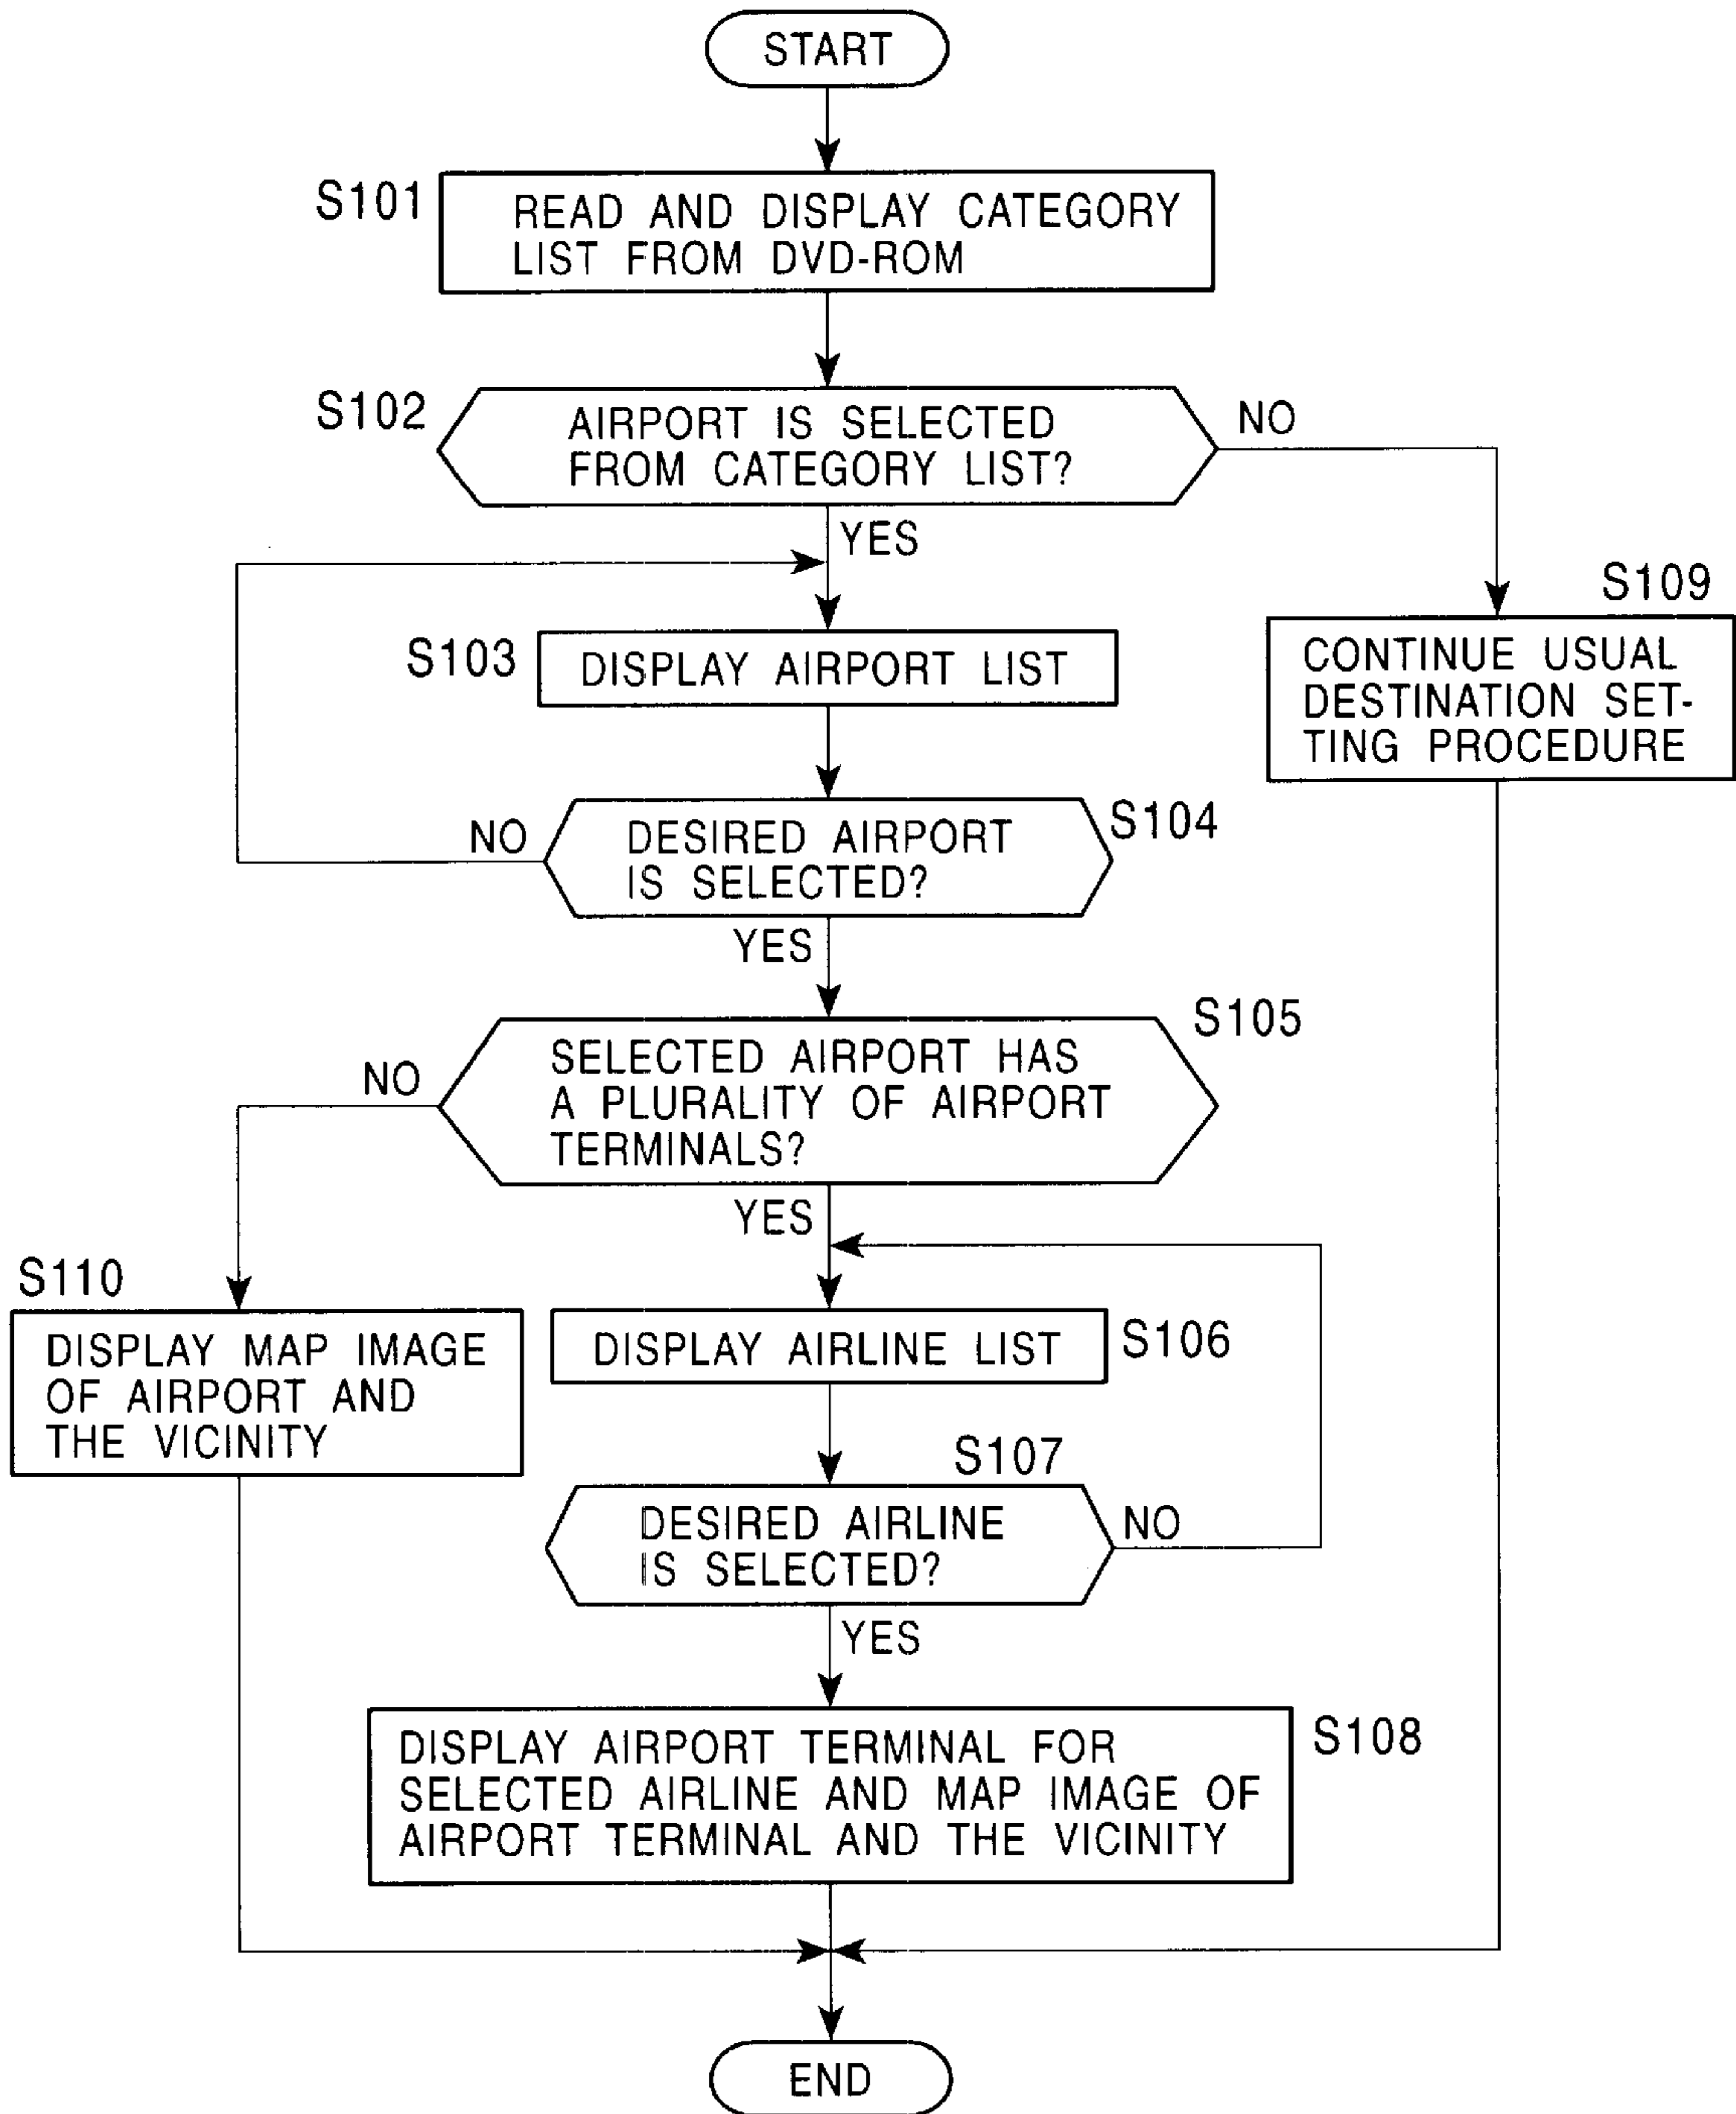 START
S101
READ AND DISPLAY CATEGORY
LIST FROM DVD-ROM
S102
AIRPORT IS SELECTED
FROM CATEGORY LIST?
NO
YES
S103
DISPLAY AIRPORT LIST
S109
CONTINUE USUAL
DESTINATION SET-
TING PROCEDURE
NO
DESIRED AIRPORT
IS SELECTED?
S104
YES
S105
NO
SELECTED AIRPORT HAS
A PLURALITY OF AIRPORT
TERMINALS?
YES
S110
DISPLAY MAP IMAGE
OF AIRPORT AND
THE VICINITY
DISPLAY AIRLINE LIST
S106
S107
DESIRED AIRLINE
IS SELECTED?
NO
YES
DISPLAY AIRPORT TERMINAL FOR
SELECTED AIRLINE AND MAP IMAGE OF
AIRPORT TERMINAL AND THE VICINITY
S108
END